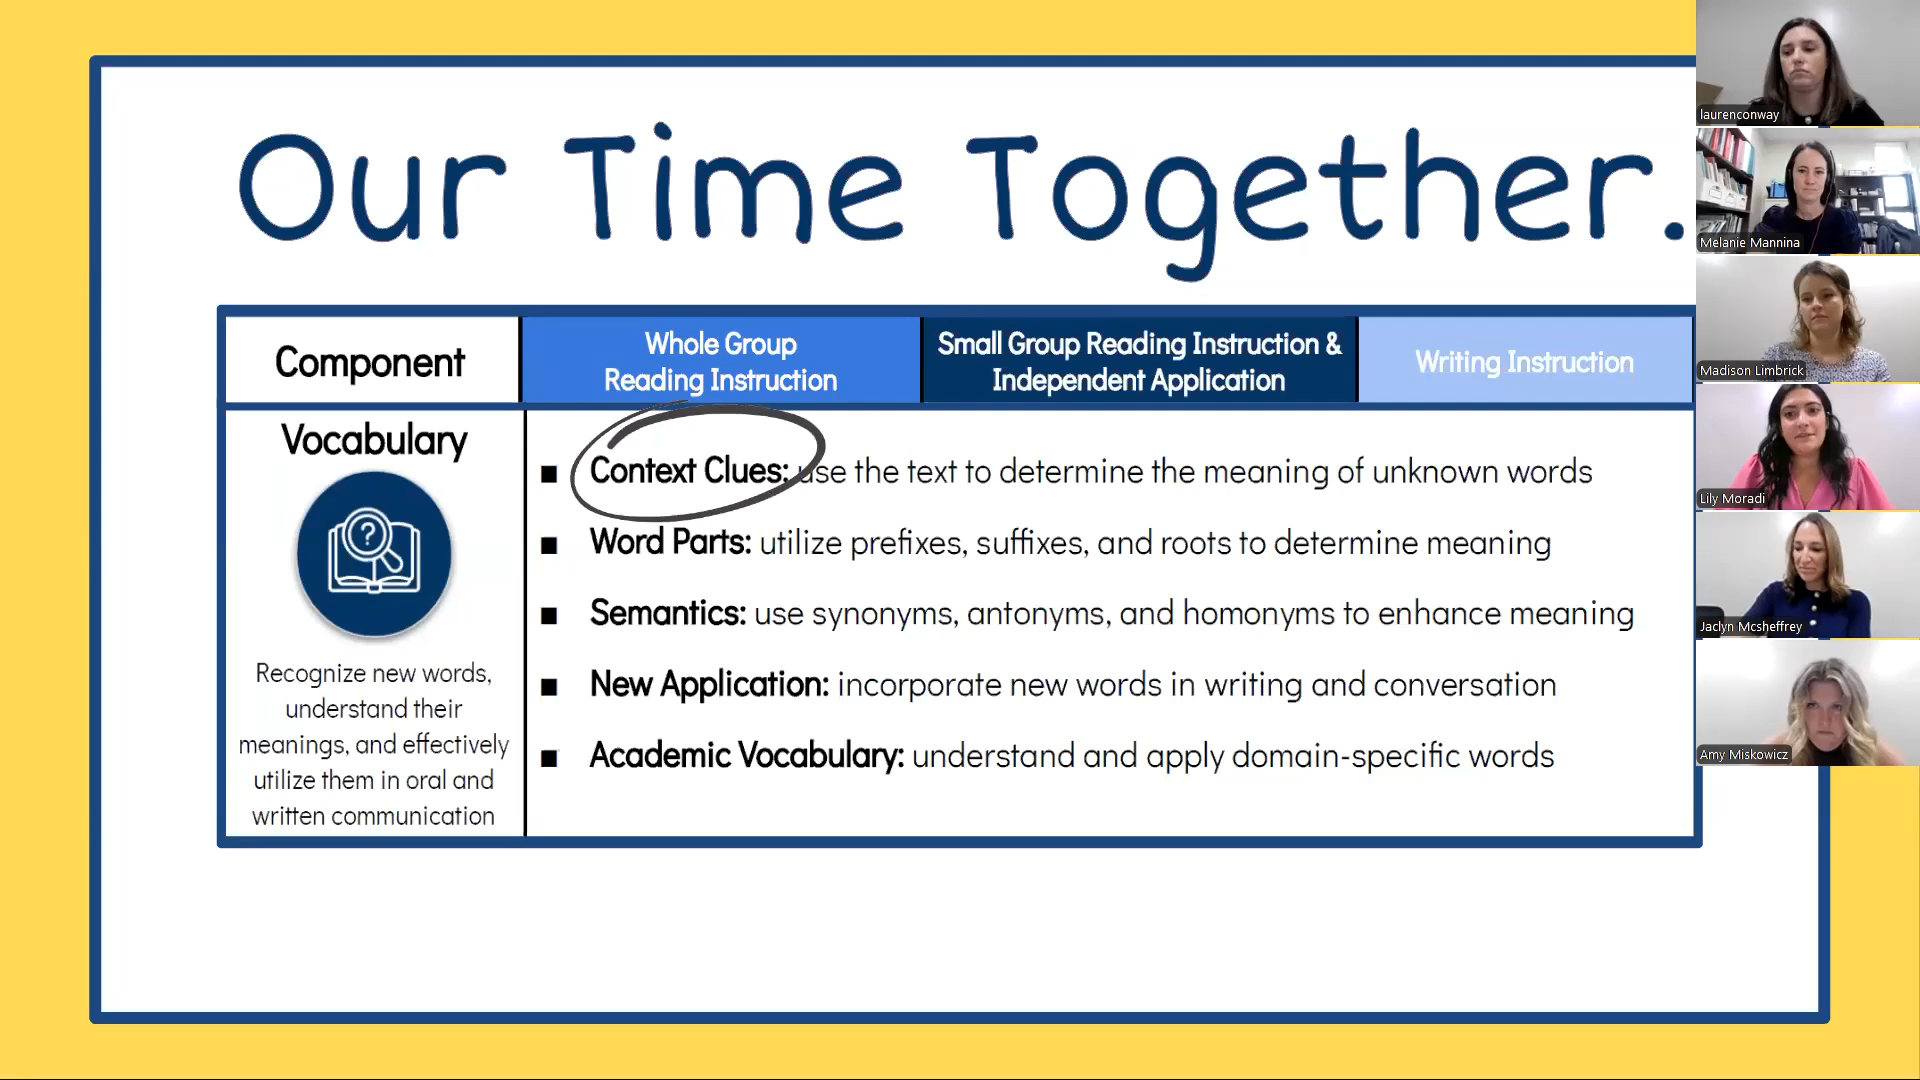 Our Time Together.
Component
Whole Group
Reading Instruction
Small Group Reading Instruction &
Independent Application
Writing Instruction
Vocabulary
Recognize new words,
understand their
meanings, and effectively
utilize them in oral and
written communication
■ Context Clues: use the text to determine the meaning of unknown words
■ Word Parts: utilize prefixes, suffixes, and roots to determine meaning
■ Semantics: use synonyms, antonyms, and homonyms to enhance meaning
■ New Application: incorporate new words in writing and conversation
■ Academic Vocabulary: understand and apply domain-specific words
laurenconway
Melanie Mannina
Madison Limbrick
Lily Moradi
Jaclyn Mcsheffrey
Amy Miskowicz